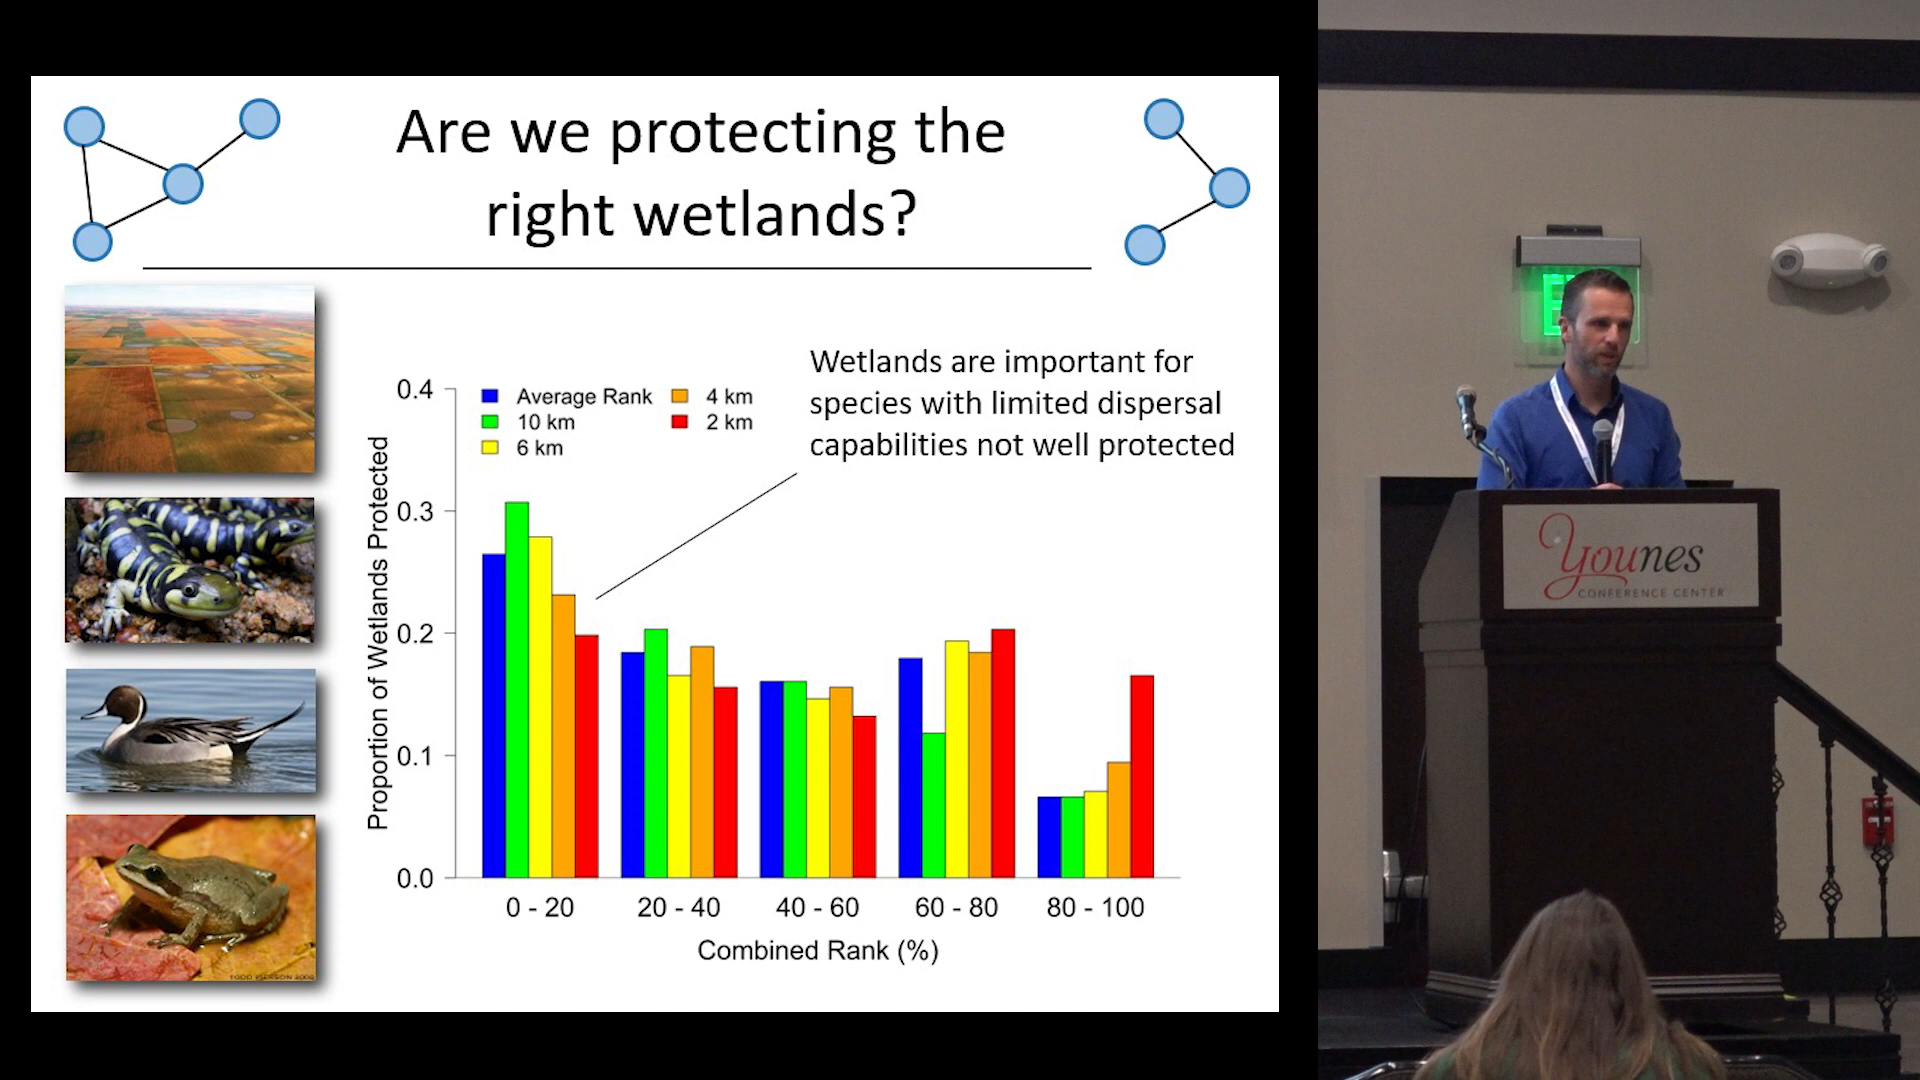 Are we protecting the
right wetlands?
Wetlands are important for
species with limited dispersal
capabilities not well protected
Average Rank
10 km
6 km
4 km
2 km
Proportion of Wetlands Protected
0.4
0.3
0.2
0.1
0.0
0 - 20
20 - 40
40 - 60
60 - 80
80 - 100
Combined Rank (%)
Younes
CONFERENCE CENTER